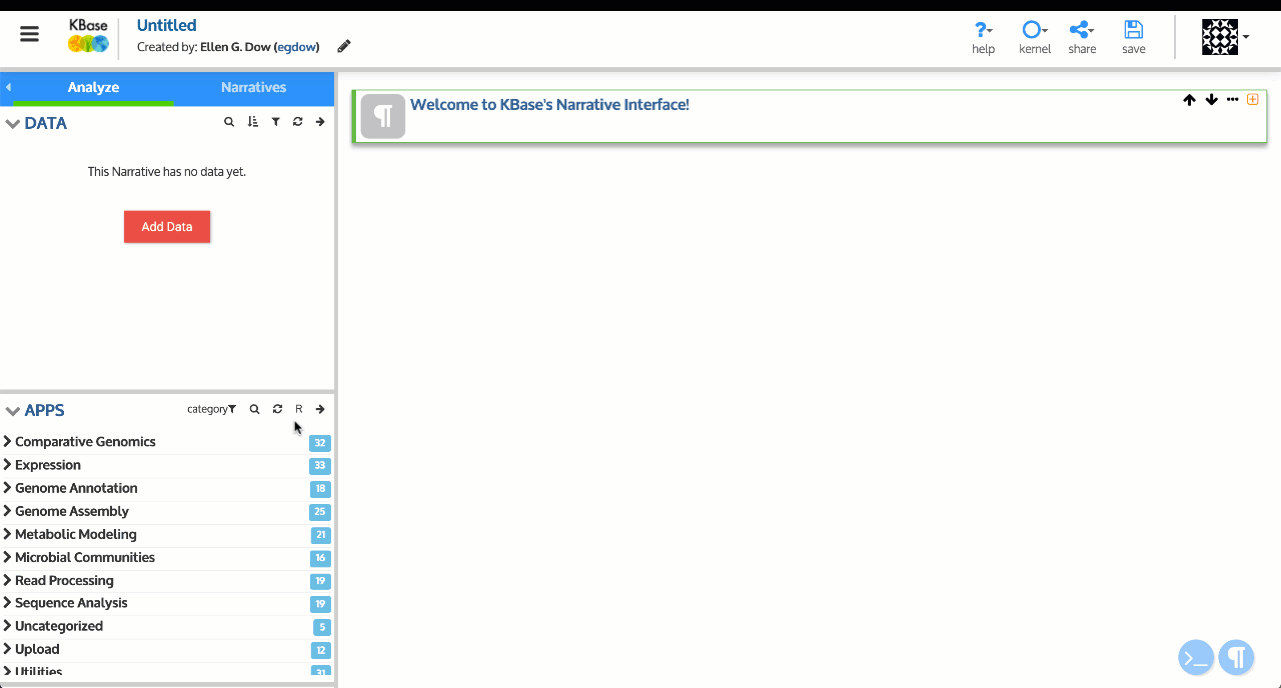 KBase
Untitled
Created by: Ellen G. Dow (egdow)
help
kernel
share
save
Analyze
Narratives
DATA
This Narrative has no data yet.
Add Data
Welcome to KBase's Narrative Interface!
APPS
category
R
Comparative Genomics 32
Expression 33
Genome Annotation 18
Genome Assembly 25
Metabolic Modeling 21
Microbial Communities 16
Read Processing 19
Sequence Analysis 19
Uncategorized 5
Upload 12
Utilities 31